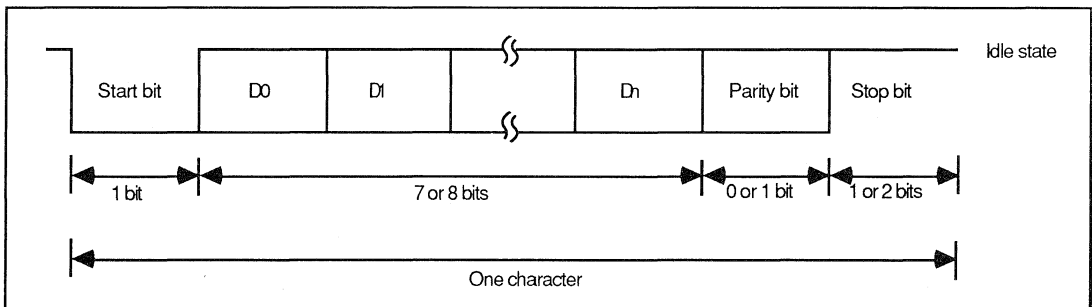 Idle state
Start bit D0 D1 Dn Parity bit Stop bit
1 bit 7 or 8 bits 0 or 1 bit 1 or 2 bits
One character